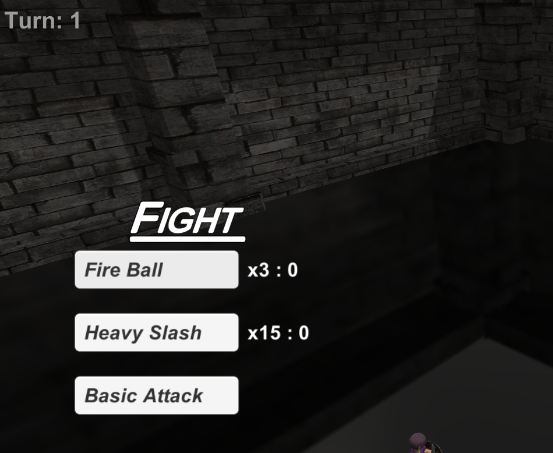 Turn: 1
FIGHT
Fire Ball x3 : 0
Heavy Slash x15 : 0
Basic Attack